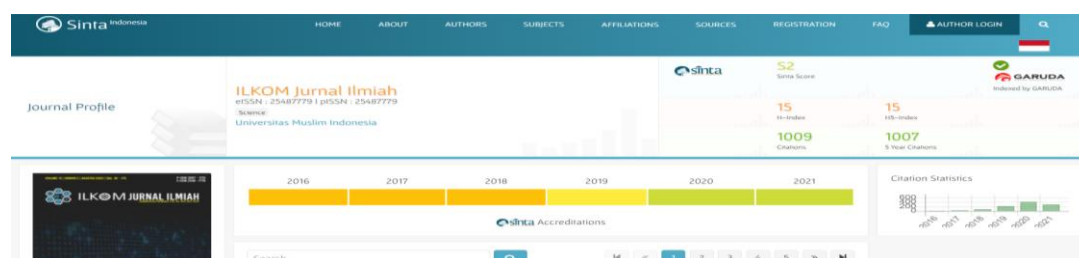 Sinta Indonesia
HOME ABOUT AUTHORS SUBJECTS AFFILIATIONS SOURCES REGISTRATION FAQ AUTHOR LOGIN
Journal Profile
ILKOM Jurnal Ilmiah
eISSN : 25487779 | pISSN : 25487779
Science
Universitas Muslim Indonesia
sinta
S2
Sinta Score
GARUDA
Indexed by GARUDA
15
H-Index
15
H5-Index
1009
Citations
1007
5 Year Citations
ILKOM JURNAL ILMIAH
2016 2017 2018 2019 2020 2021
sinta Accreditations
Search
1 2 3 4 5
Citation Statistics
2016 2017 2018 2019 2020 2021